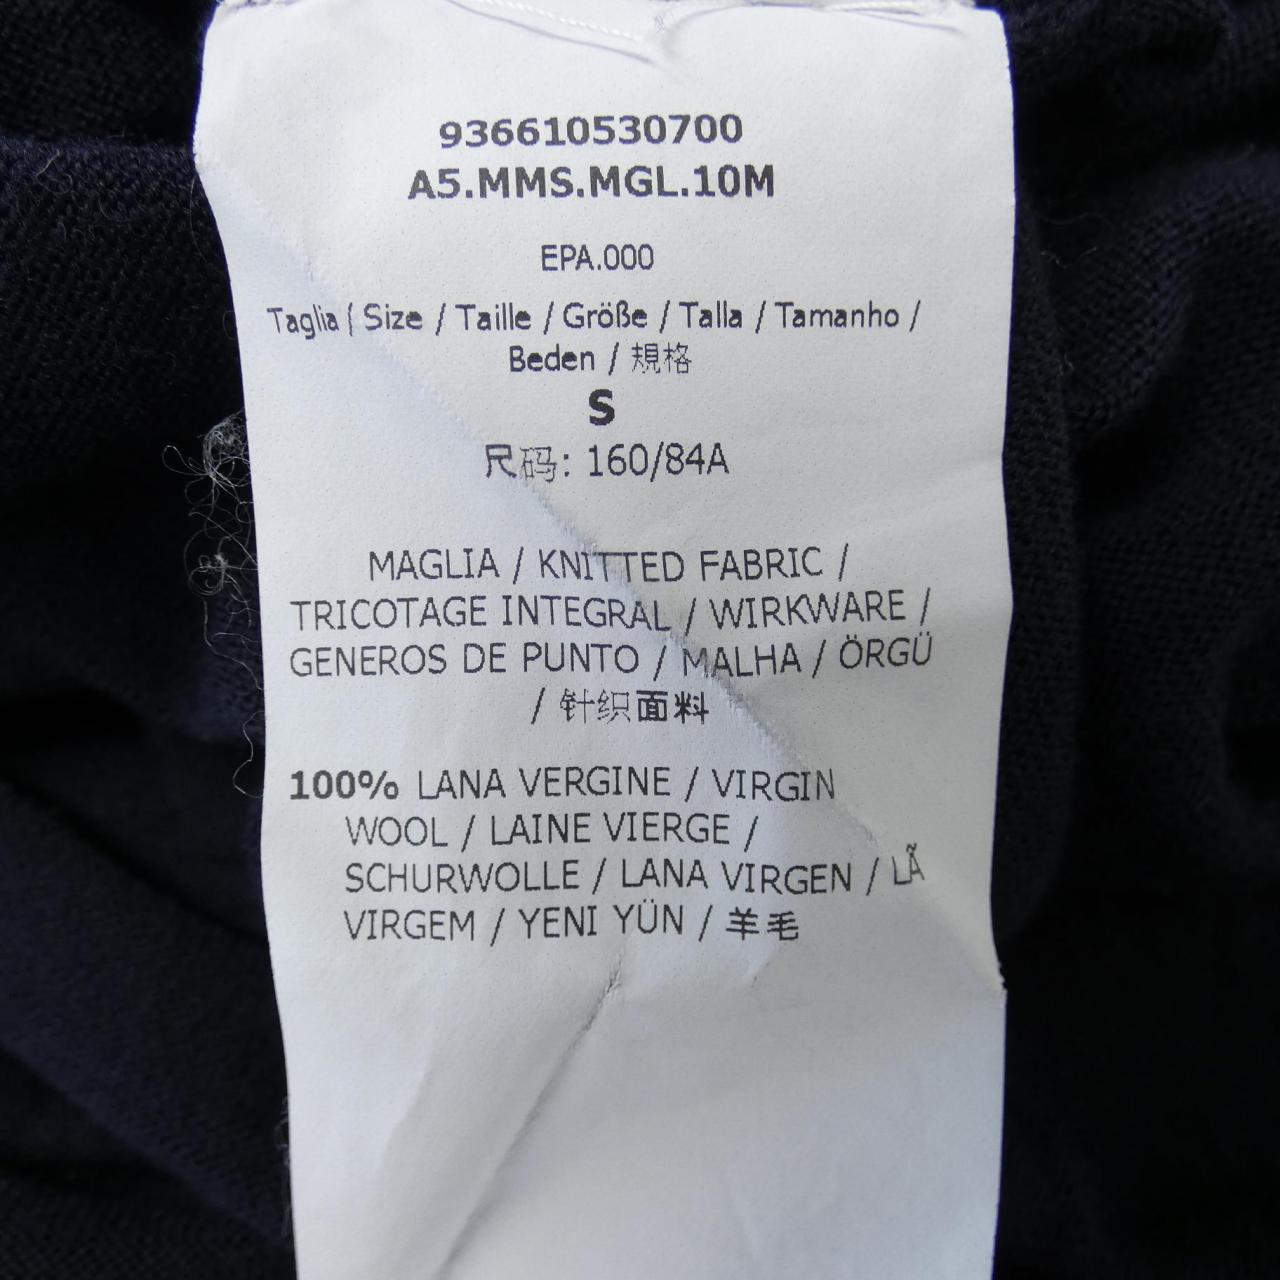 936610530700
A5.MMS.MGL.10M
EPA.000
Taglia / Size / Taille / Größe / Talla / Tamanho /
Beden / 規格
S
尺码: 160/84A
MAGLIA / KNITTED FABRIC /
TRICOTAGE INTEGRAL / WIRKWARE /
GENEROS DE PUNTO / MALHA / ÖRGÜ
/ 针织面料
100% LANA VERGINE / VIRGIN
WOOL / LAINE VIERGE /
SCHURWOLLE / LANA VIRGEN / LÃ
VIRGEM / YENI YÜN / 羊毛